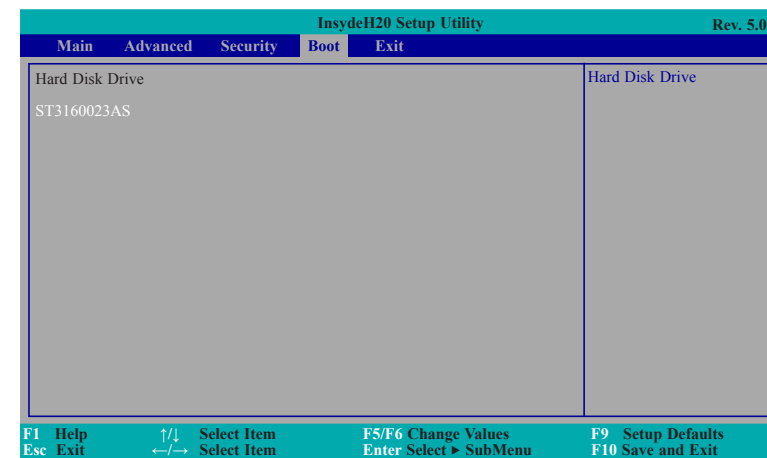 InsydeH20 Setup Utility Rev. 5.0
Main Advanced Security Boot Exit
Hard Disk Drive Hard Disk Drive
ST3160023AS
F1 Help ↑/↓ Select Item F5/F6 Change Values F9 Setup Defaults
Esc Exit ←/→ Select Item Enter Select ▶ SubMenu F10 Save and Exit